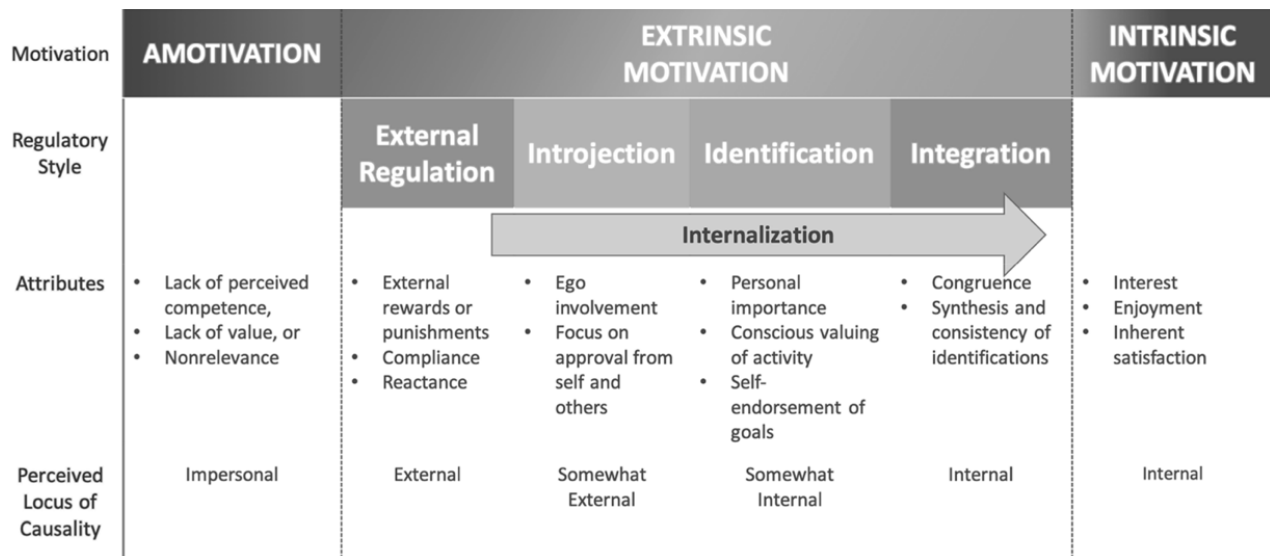 Motivation
AMOTIVATION
EXTRINSIC
MOTIVATION
INTRINSIC
MOTIVATION
Regulatory
Style
External
Regulation
Introjection
Identification
Integration
Internalization
Attributes
• Lack of perceived
competence,
• Lack of value, or
• Nonrelevance
• External
rewards or
punishments
• Compliance
• Reactance
• Ego
involvement
• Focus on
approval from
self and
others
• Personal
importance
• Conscious valuing
of activity
• Self-
endorsement of
goals
• Congruence
• Synthesis and
consistency of
identifications
• Interest
• Enjoyment
• Inherent
satisfaction
Perceived
Locus of
Causality
Impersonal
External
Somewhat
External
Somewhat
Internal
Internal
Internal